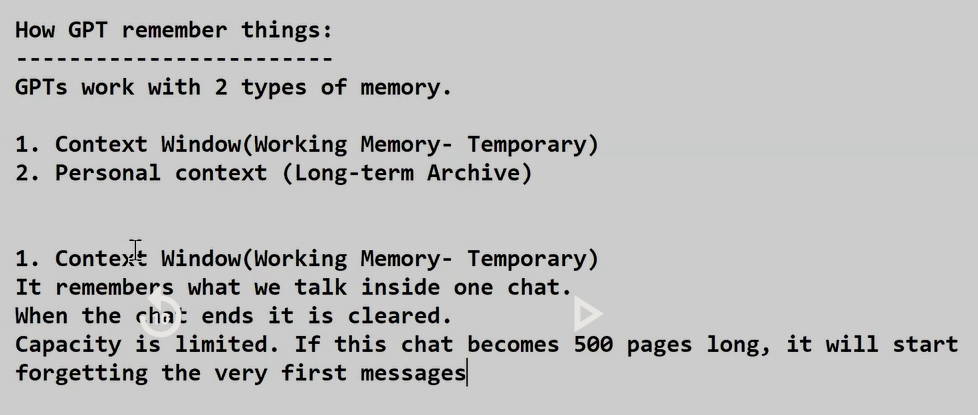 How GPT remember things:
------------------------
GPTs work with 2 types of memory.
1. Context Window(Working Memory- Temporary)
2. Personal context (Long-term Archive)
1. Context Window(Working Memory- Temporary)
It remembers what we talk inside one chat.
When the chat ends it is cleared.
Capacity is limited. If this chat becomes 500 pages long, it will start
forgetting the very first messages